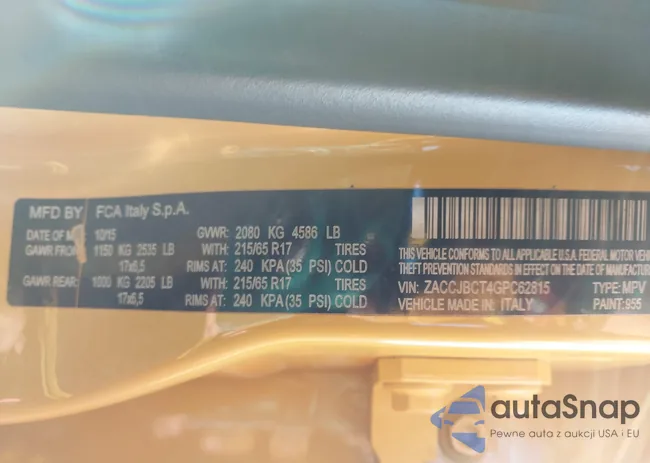 MFD BY FCA Italy S.p.A.
DATE OF M 10/15 GVWR: 2080 KG 4586 LB
GAWR FRONT 1150 KG 2535 LB WITH: 215/65 R17 TIRES
17x6,5 RIMS AT: 240 KPA (35 PSI) COLD
GAWR REAR: 1000 KG 2205 LB WITH: 215/65 R17 TIRES
17x6,5 RIMS AT: 240 KPA (35 PSI) COLD
THIS VEHICLE CONFORMS TO ALL APPLICABLE U.S.A. FEDERAL MOTOR VEHIC
THEFT PREVENTION STANDARDS IN EFFECT ON THE DATE OF MANUFACTURE
VIN: ZACCJBCT4GPC62815 TYPE: MPV
VEHICLE MADE IN: ITALY PAINT: 955
autaSnap
Pewne auta z aukcji USA i EU